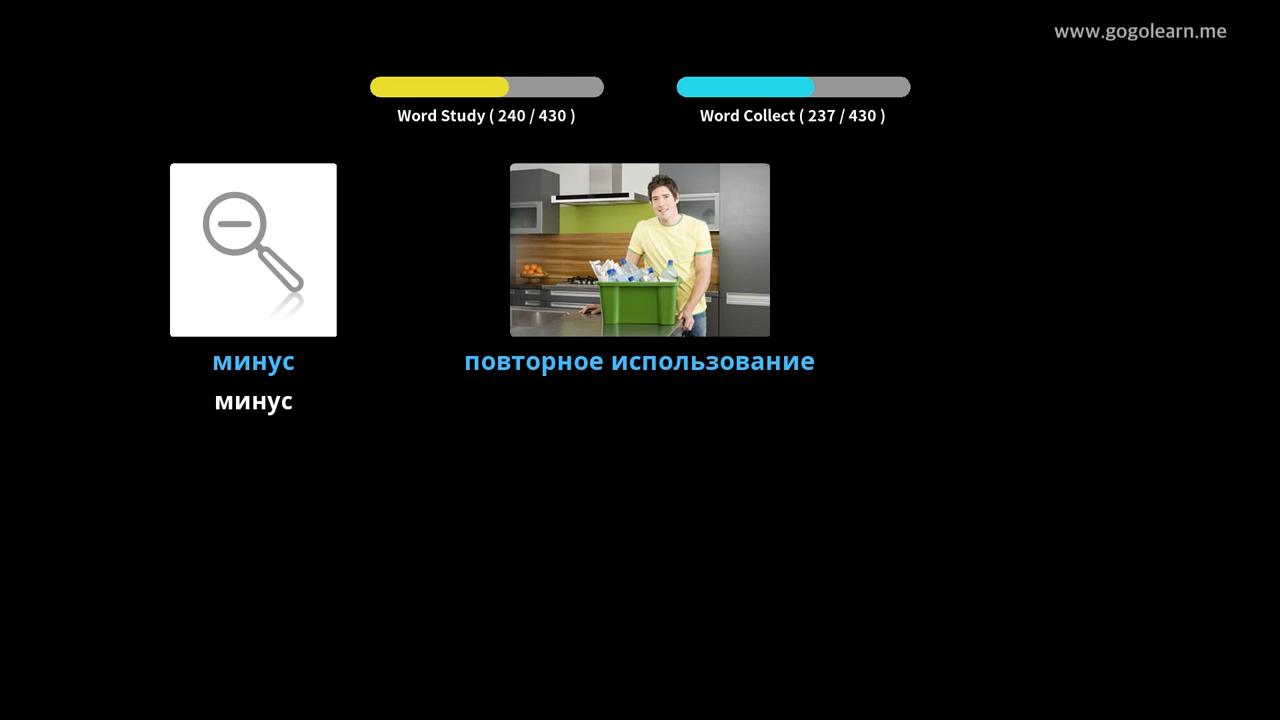 www.gogolearn.me
Word Study ( 240 / 430 )
Word Collect ( 237 / 430 )
минус
повторное использование
минус